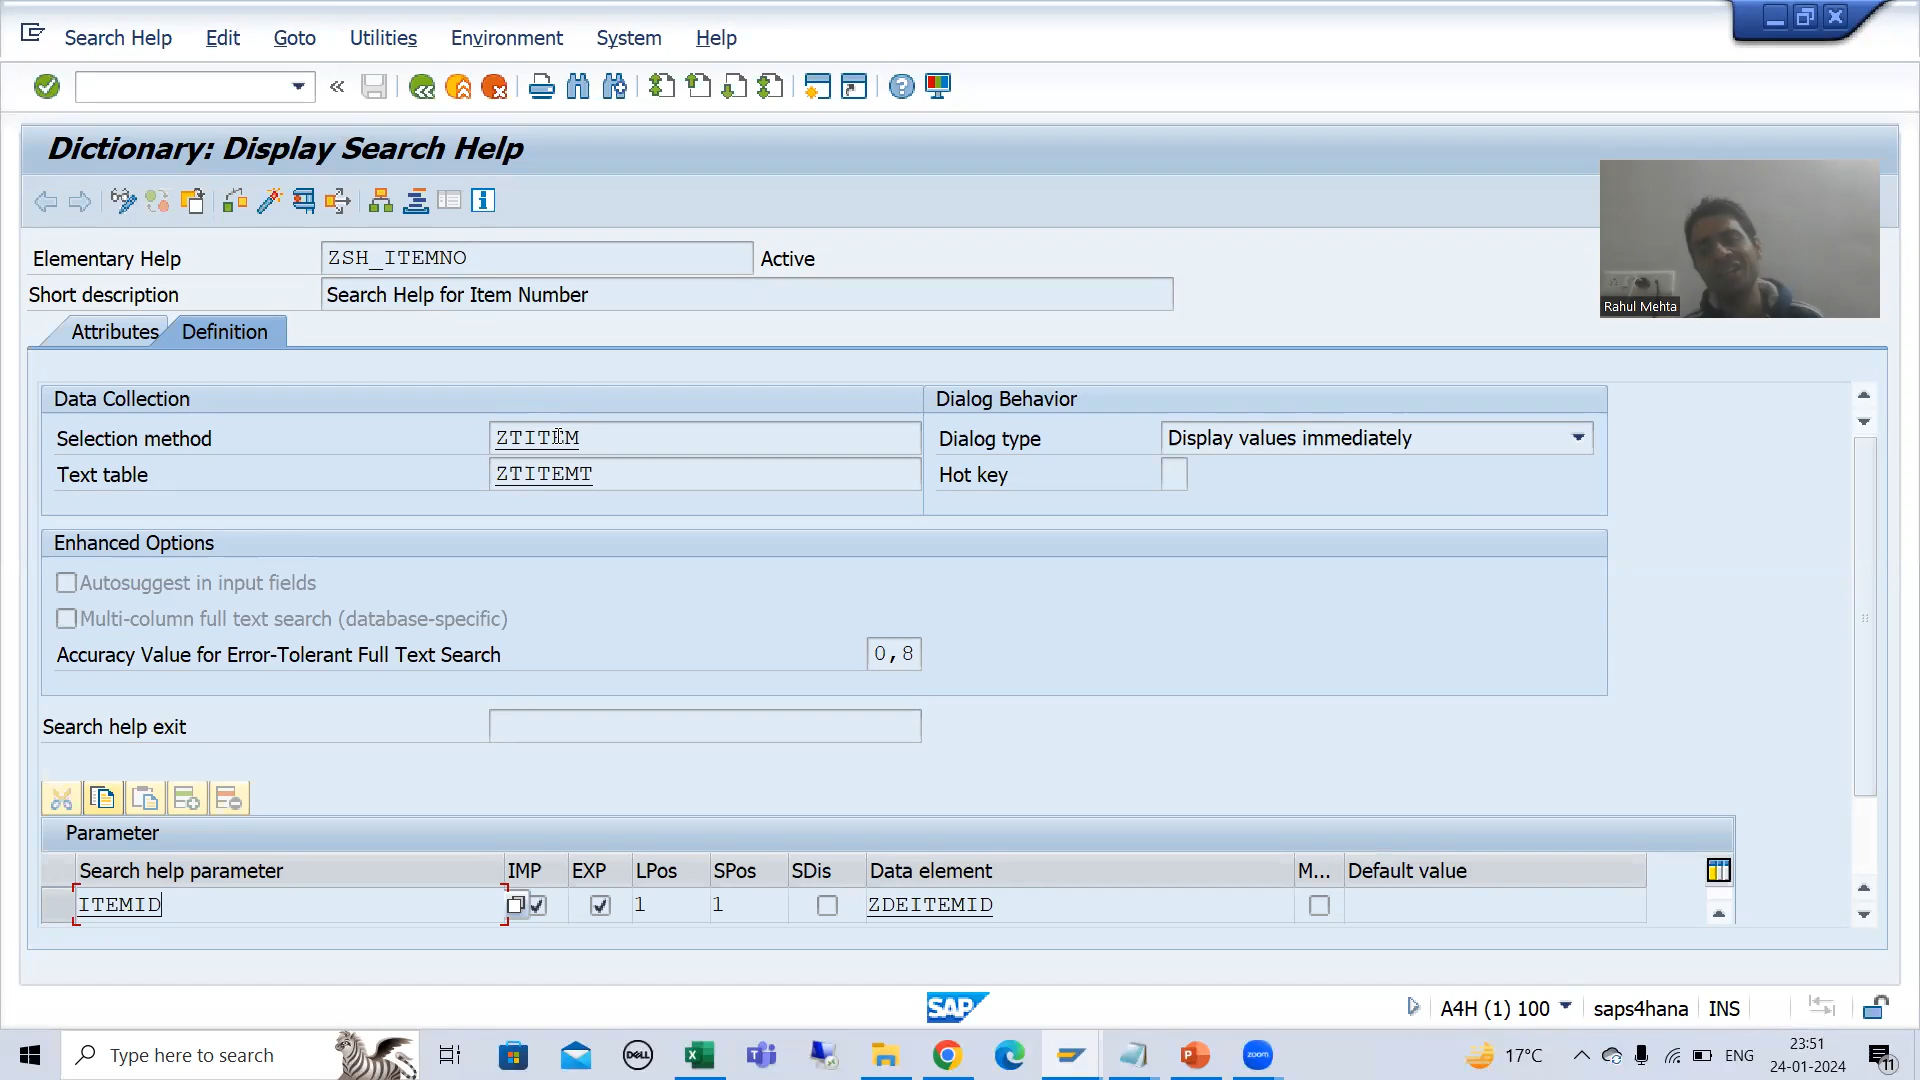 Search Help Edit Goto Utilities Environment System Help
Dictionary: Display Search Help
Elementary Help ZSH_ITEMNO Active
Short description Search Help for Item Number
Rahul Mehta
Attributes Definition
Data Collection Dialog Behavior
Selection method ZTITEM Dialog type Display values immediately
Text table ZTITEMT Hot key
Enhanced Options
Autosuggest in input fields
Multi-column full text search (database-specific)
Accuracy Value for Error-Tolerant Full Text Search 0,8
Search help exit
Parameter
Search help parameter IMP EXP LPos SPos SDis Data element M... Default value
ITEMID 1 1 ZDEITEMID
SAP
A4H (1) 100 saps4hana INS
Type here to search DELL zoom 17°C ENG 23:51
24-01-2024 11